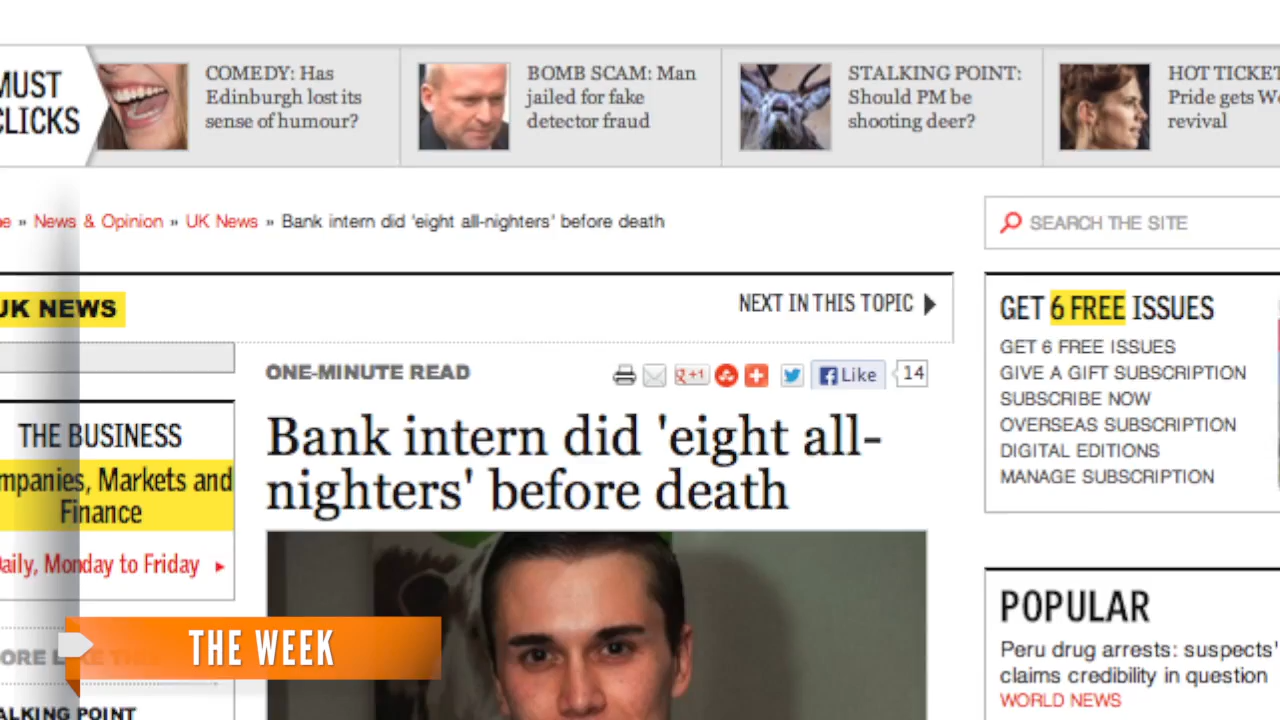 MUST
CLICKS
COMEDY: Has
Edinburgh lost its
sense of humour?
BOMB SCAM: Man
jailed for fake
detector fraud
STALKING POINT:
Should PM be
shooting deer?
HOT TICKET
Pride gets We
revival
» News & Opinion » UK News » Bank intern did 'eight all-nighters' before death
SEARCH THE SITE
UK NEWS
NEXT IN THIS TOPIC
GET 6 FREE ISSUES
GET 6 FREE ISSUES
GIVE A GIFT SUBSCRIPTION
SUBSCRIBE NOW
OVERSEAS SUBSCRIPTION
DIGITAL EDITIONS
MANAGE SUBSCRIPTION
ONE-MINUTE READ
+1
Like
14
Bank intern did 'eight all-
nighters' before death
THE BUSINESS
mpanies, Markets and
Finance
Daily, Monday to Friday
THE WEEK
POPULAR
Peru drug arrests: suspects'
claims credibility in question
WORLD NEWS
ALKING POINT